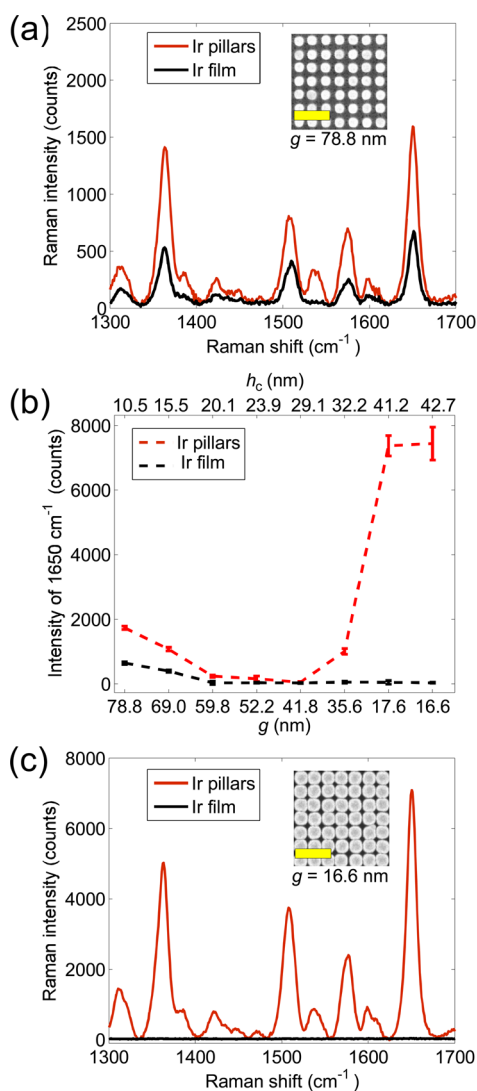 (a)
2500
2000
1500
1000
500
0
Raman intensity (counts)
Ir pillars
Ir film
g = 78.8 nm
1300 1400 1500 1600 1700
Raman shift (cm⁻¹)
(b)
h_c (nm)
10.5 15.5 20.1 23.9 29.1 32.2 41.2 42.7
8000
6000
4000
2000
0
Intensity of 1650 cm⁻¹ (counts)
Ir pillars
Ir film
78.8 69.0 59.8 52.2 41.8 35.6 17.6 16.6
g (nm)
(c)
8000
6000
4000
2000
0
Raman intensity (counts)
Ir pillars
Ir film
g = 16.6 nm
1300 1400 1500 1600 1700
Raman shift (cm⁻¹)